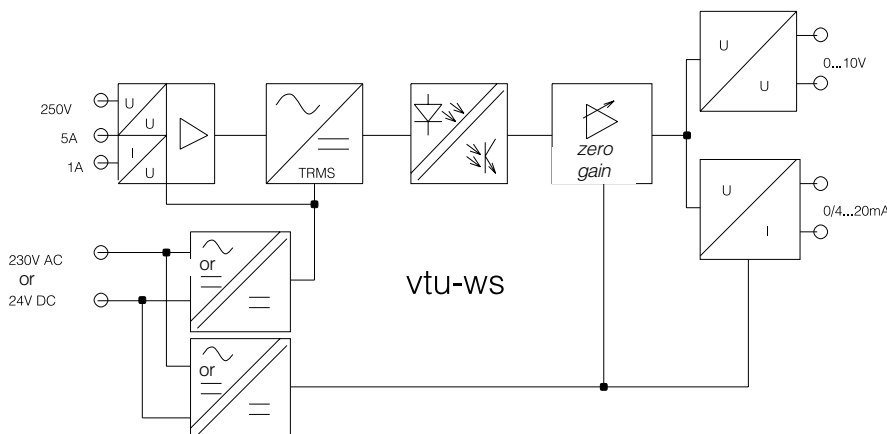 250V
5A
1A
U
U
I
U
TRMS
zero
gain
U
U
0...10V
U
I
0/4...20mA
230V AC
or
24V DC
or
or
vtu-ws